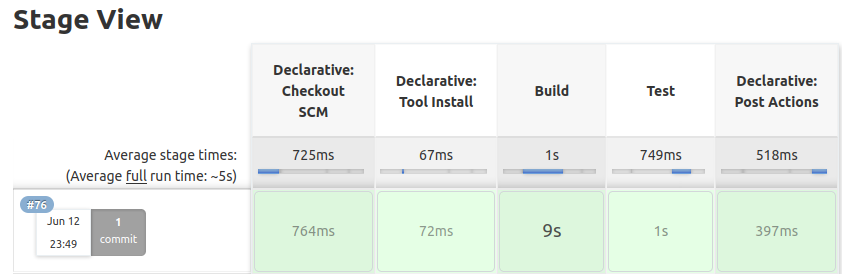 Stage View
Declarative:
Checkout
SCM
Declarative:
Tool Install
Build
Test
Declarative:
Post Actions
Average stage times:
(Average full run time: ~5s)
725ms
67ms
1s
749ms
518ms
#76
Jun 12
23:49
1
commit
764ms
72ms
9s
1s
397ms